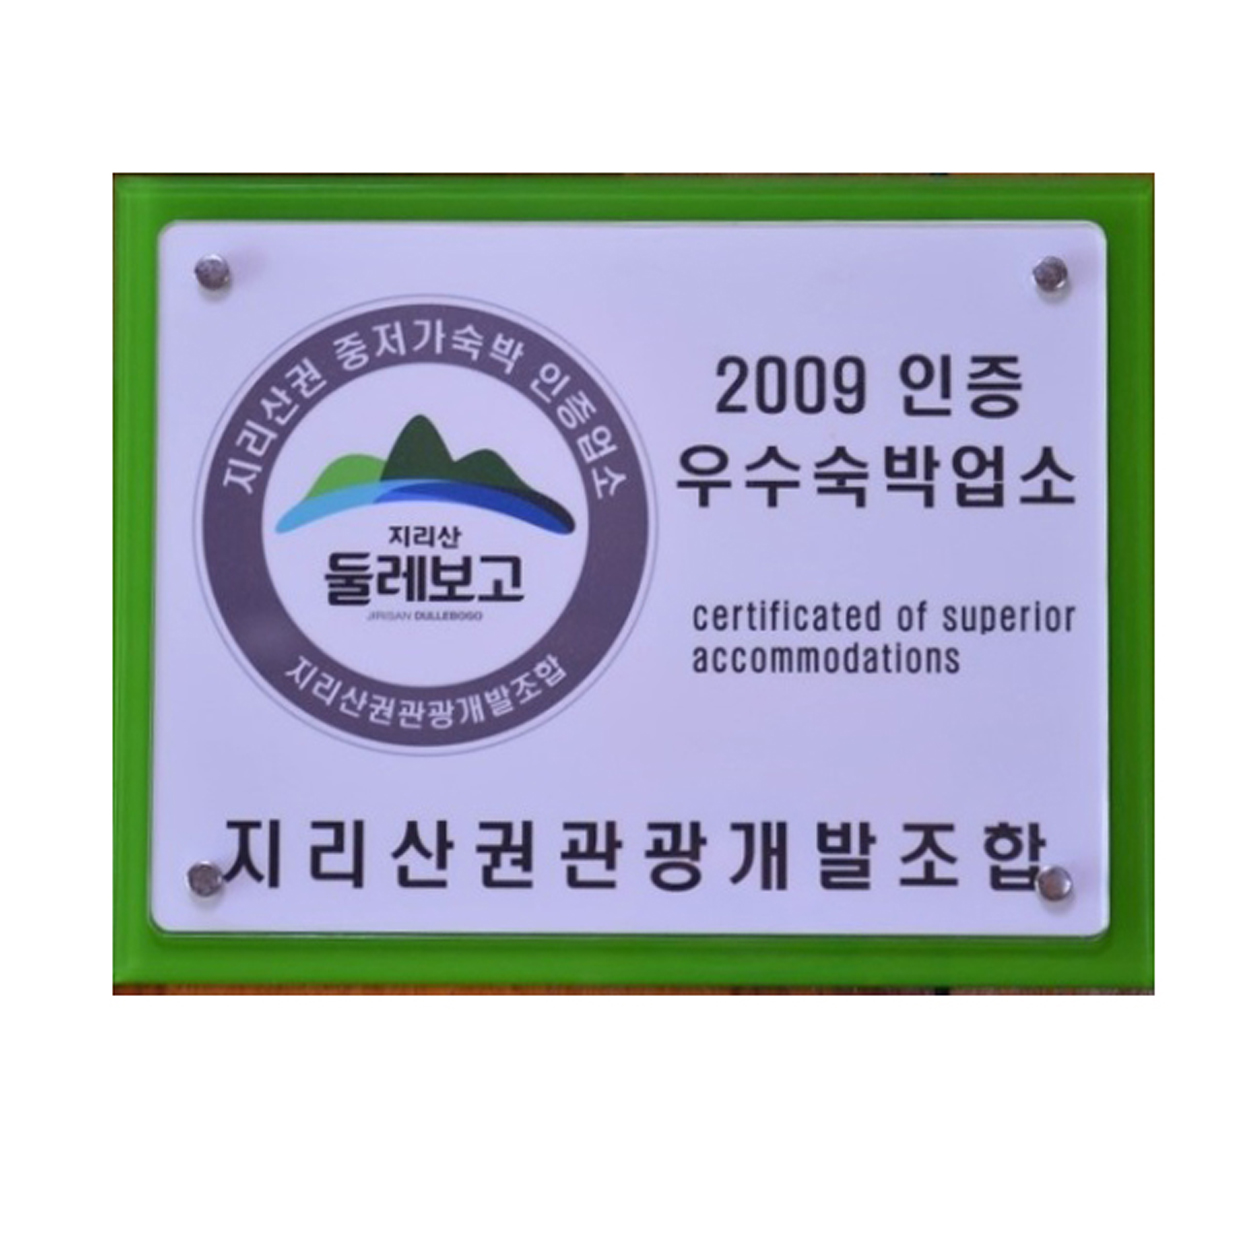 지리산권 중저가숙박 인증업소
지리산
둘레보고
JIRISAN DULLEBOGO
지리산권관광개발조합
2009 인증
우수숙박업소
certificated of superior
accommodations
지리산권관광개발조합